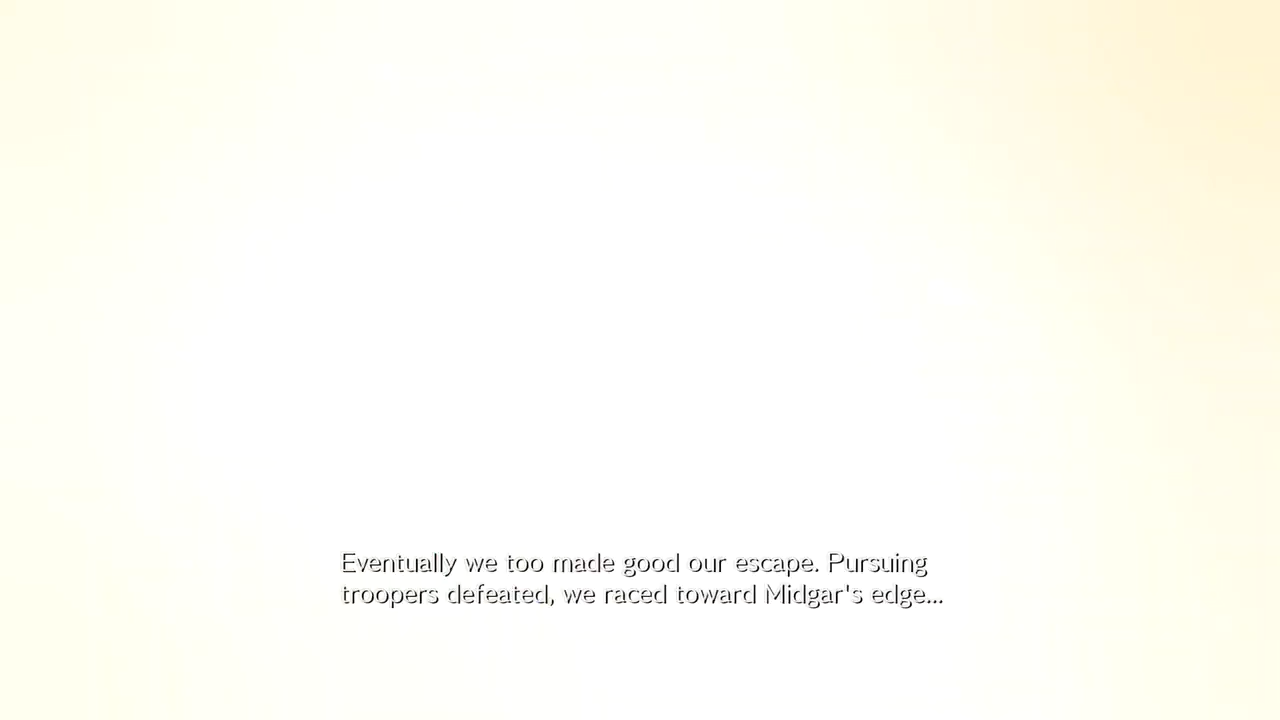 Eventually we too made good our escape. Pursuing
troopers defeated, we raced toward Midgar's edge...